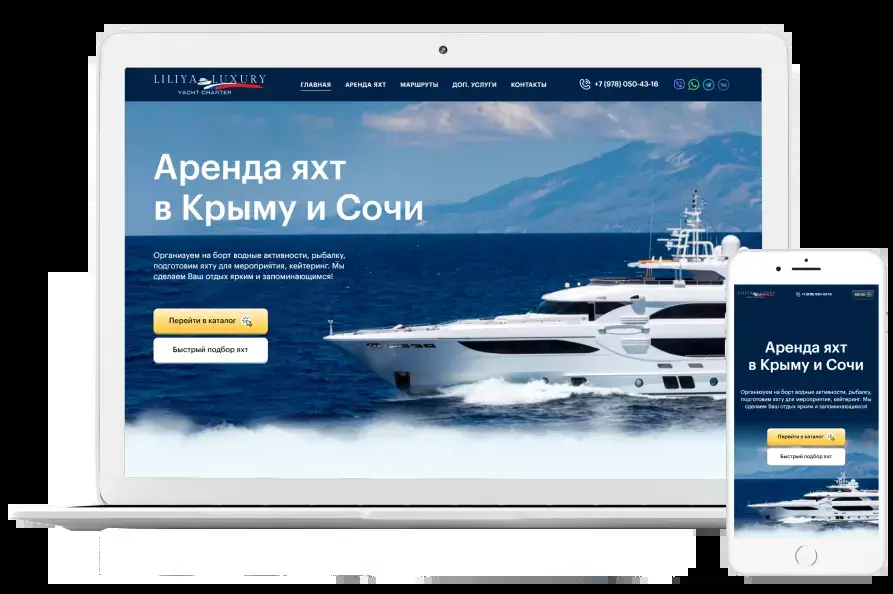 LILIYA LUXURY
YACHT CHARTER
ГЛАВНАЯ АРЕНДА ЯХТ МАРШРУТЫ ДОП. УСЛУГИ КОНТАКТЫ +7 (978) 050-43-16
Аренда яхт
в Крыму и Сочи
Организуем на борт водные активности, рыбалку,
подготовим яхту для мероприятия, кейтеринг. Мы
сделаем Ваш отдых ярким и запоминающимся!
Перейти в каталог
Быстрый подбор яхт
LILIYA LUXURY
+7 (978) 050-43-16 МЕНЮ
Аренда яхт
в Крыму и Сочи
Организуем на борт водные активности, рыбалку,
подготовим яхту для мероприятия, кейтеринг. Мы
сделаем Ваш отдых ярким и запоминающимся!
Перейти в каталог
Быстрый подбор яхт